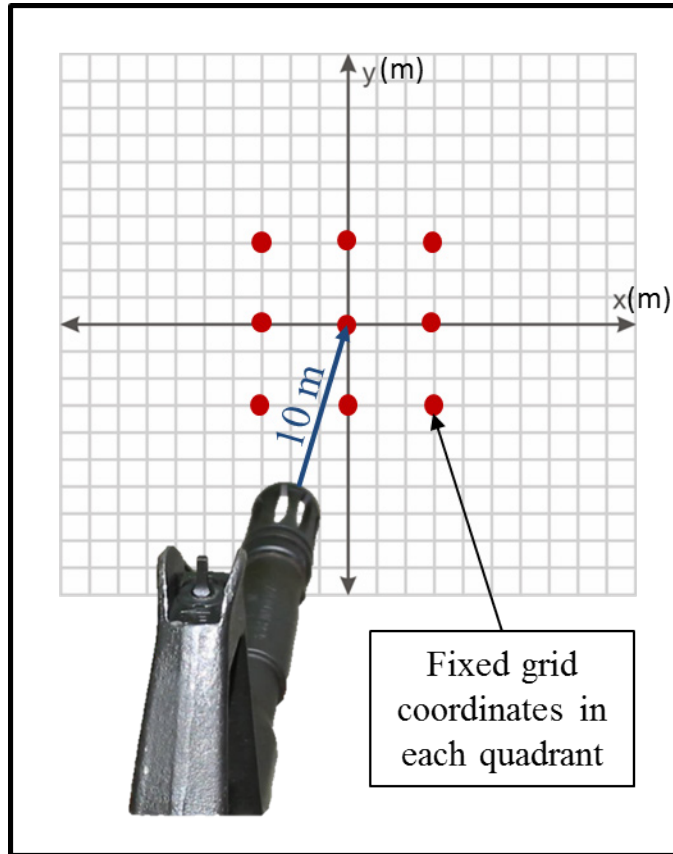 y(m)
x(m)
10 m
Fixed grid
coordinates in
each quadrant